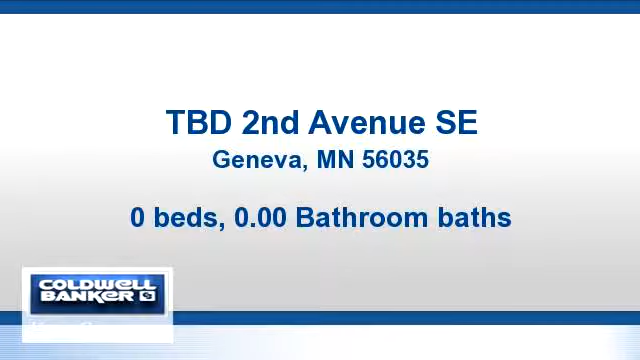 TBD 2nd Avenue SE
Geneva, MN 56035
0 beds, 0.00 Bathroom baths
COLDWELL
BANKER